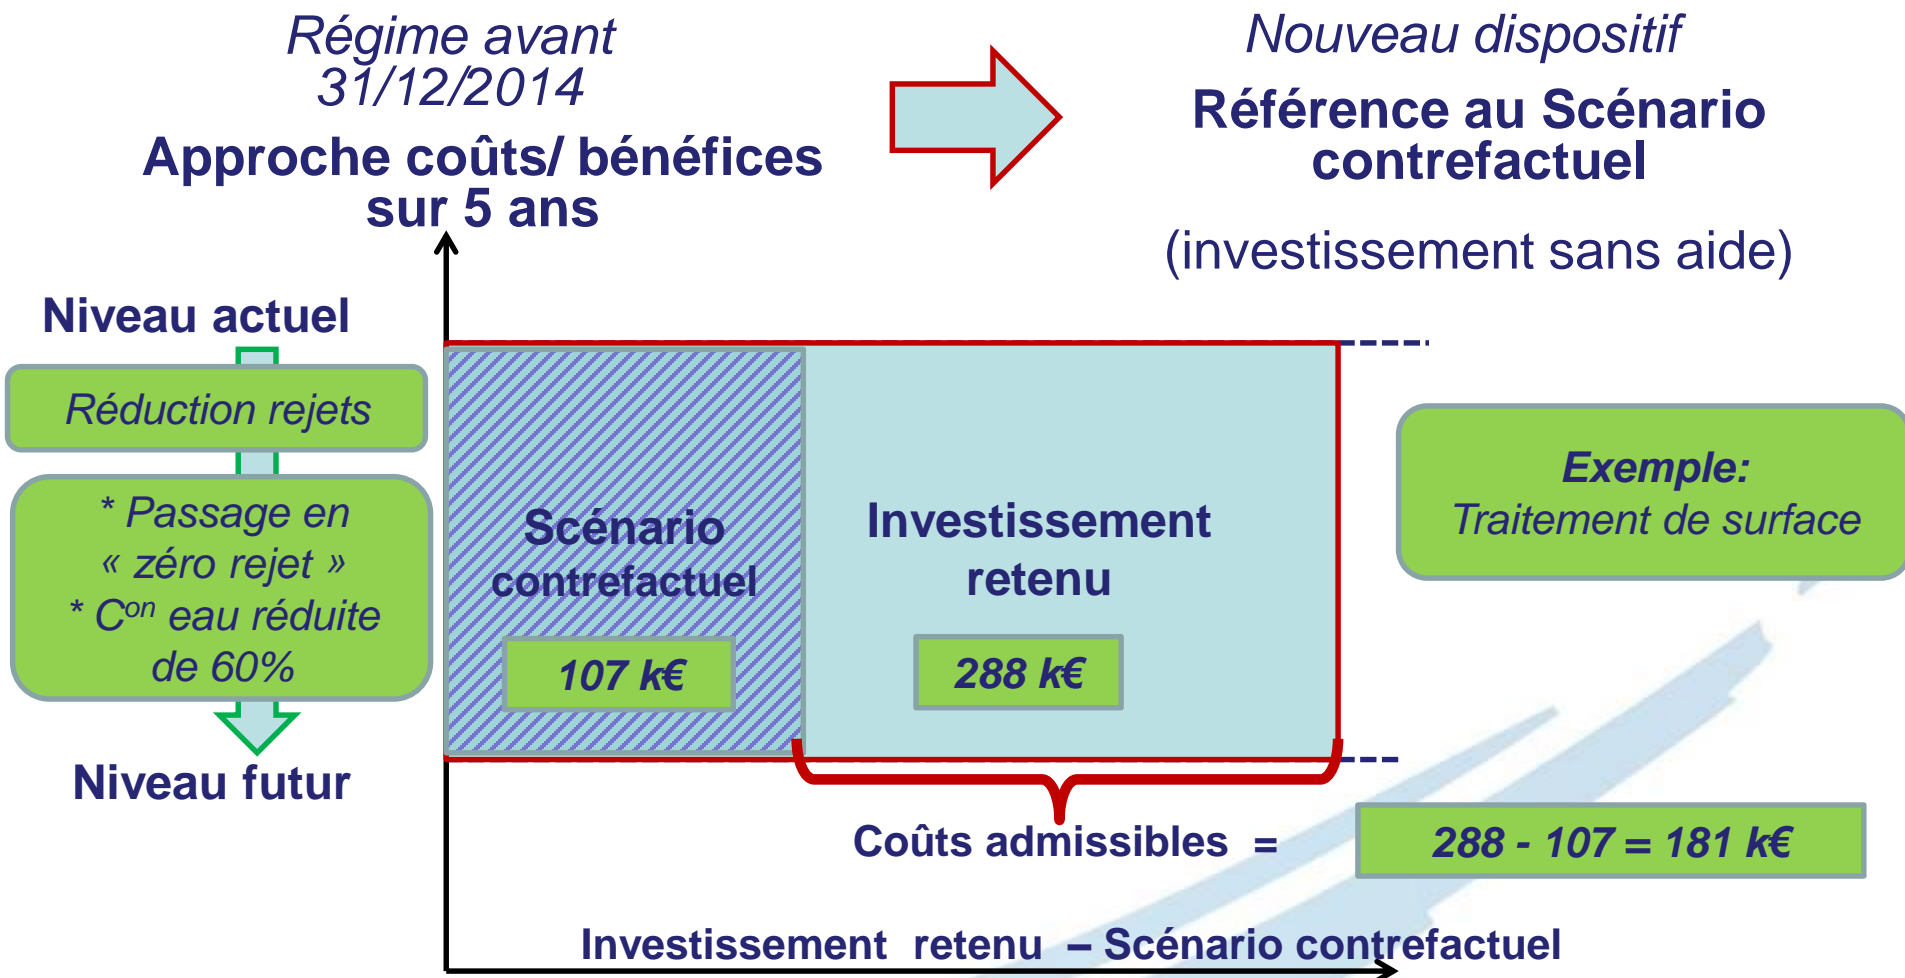 Régime avant
31/12/2014
Approche coûts/ bénéfices
sur 5 ans
Nouveau dispositif
Référence au Scénario
contrefactuel
(investissement sans aide)
Niveau actuel
Réduction rejets
* Passage en
« zéro rejet »
* Con eau réduite
de 60%
Niveau futur
Scénario
contrefactuel
107 k€
Investissement
retenu
288 k€
Exemple:
Traitement de surface
Coûts admissibles =
288 - 107 = 181 k€
Investissement retenu – Scénario contrefactuel